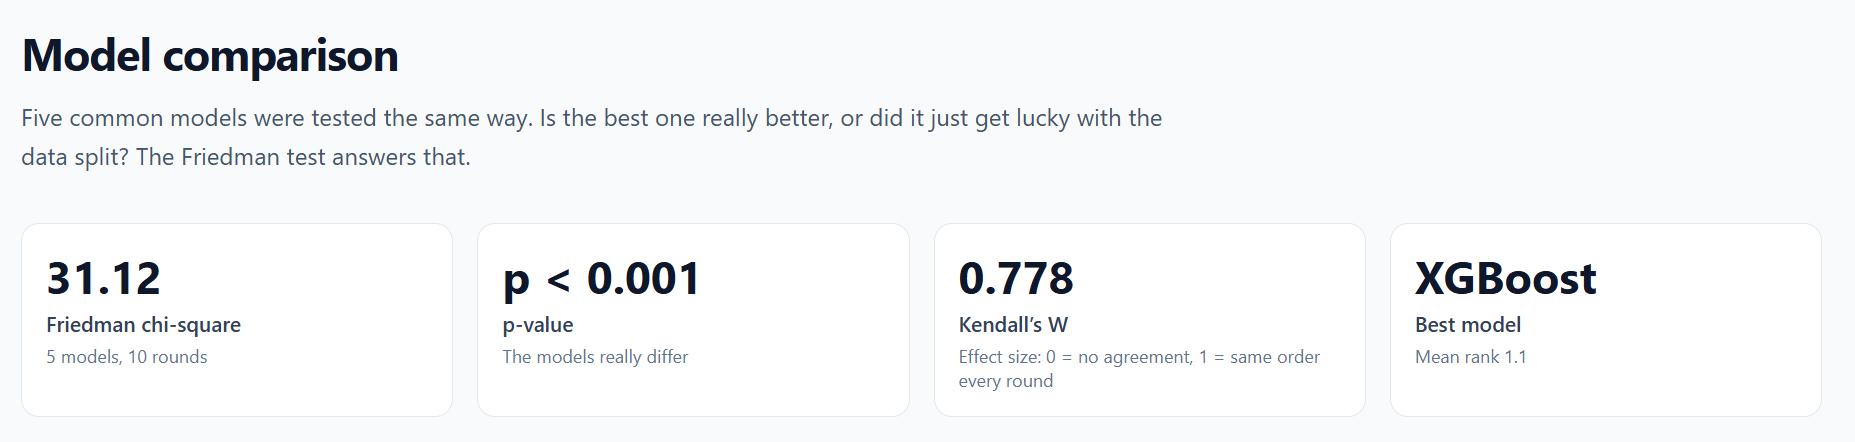 Model comparison
Five common models were tested the same way. Is the best one really better, or did it just get lucky with the
data split? The Friedman test answers that.
31.12
Friedman chi-square
5 models, 10 rounds
p < 0.001
p-value
The models really differ
0.778
Kendall’s W
Effect size: 0 = no agreement, 1 = same order
every round
XGBoost
Best model
Mean rank 1.1